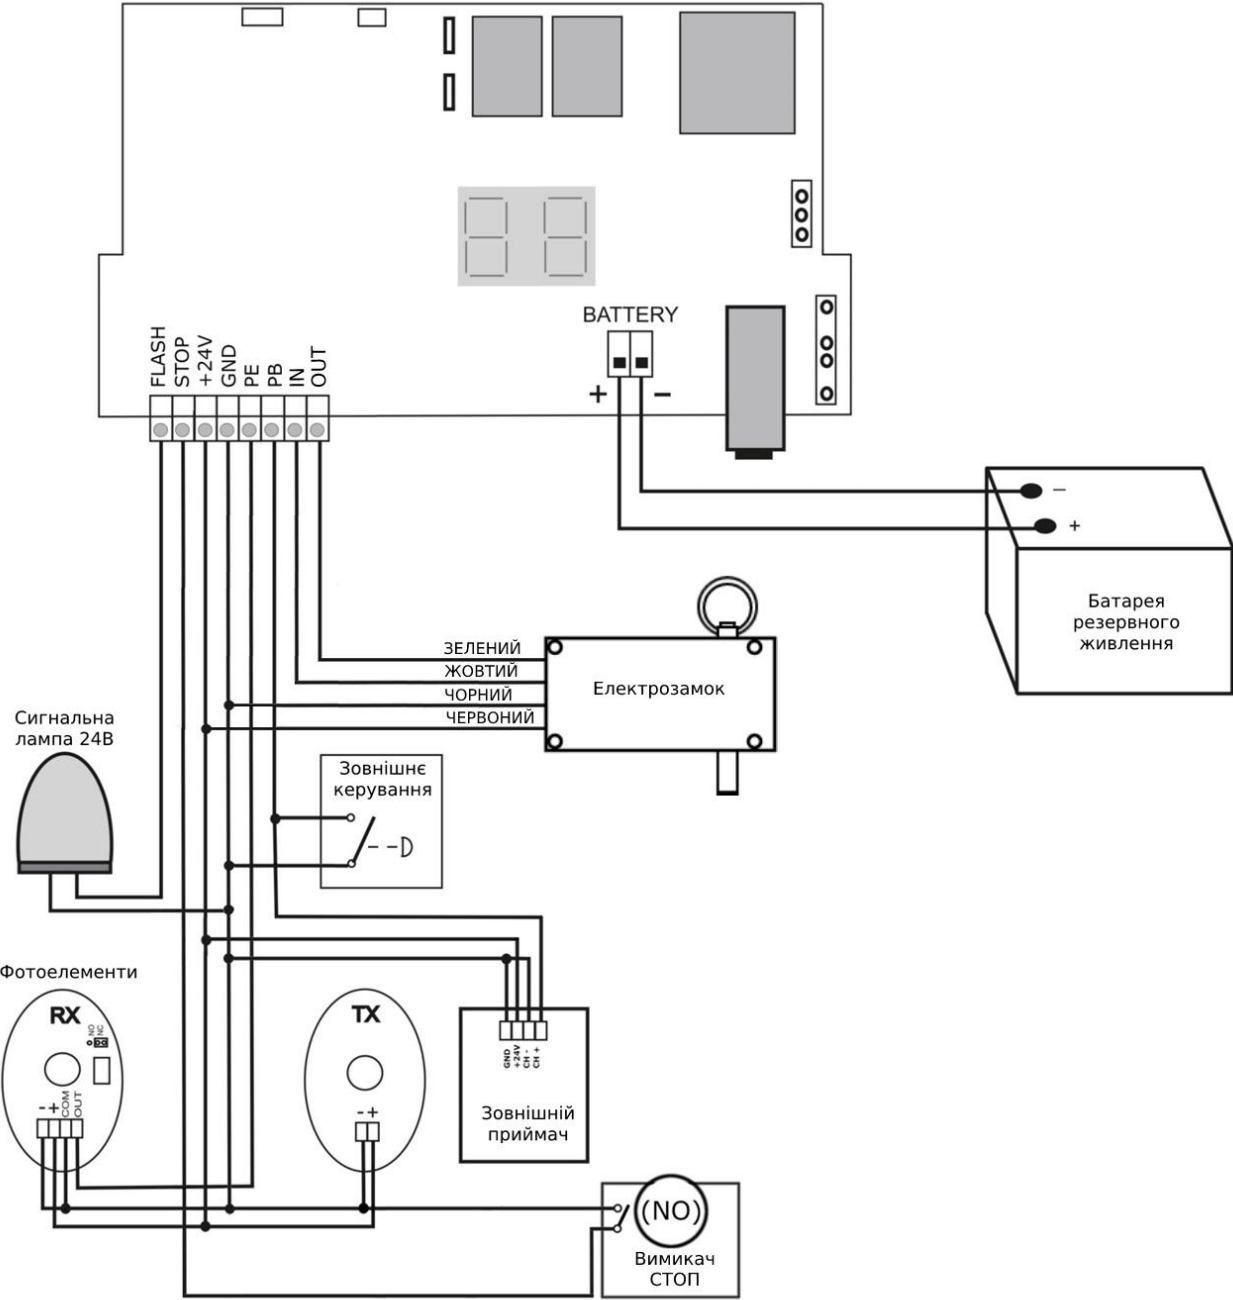 BATTERY
+ −
FLASH
STOP
+24V
GND
PE
PB
IN
OUT
−
+
Батарея
резервного
живлення
ЗЕЛЕНИЙ
ЖОВТИЙ
ЧОРНИЙ
ЧЕРВОНИЙ
Електрозамок
Сигнальна
лампа 24В
Зовнішнє
керування
Фотоелементи
RX
NO
NC
- +
COM
OUT
TX
- +
GND
+24V
CH -
CH +
Зовнішній
приймач
(NO)
Вимикач
СТОП